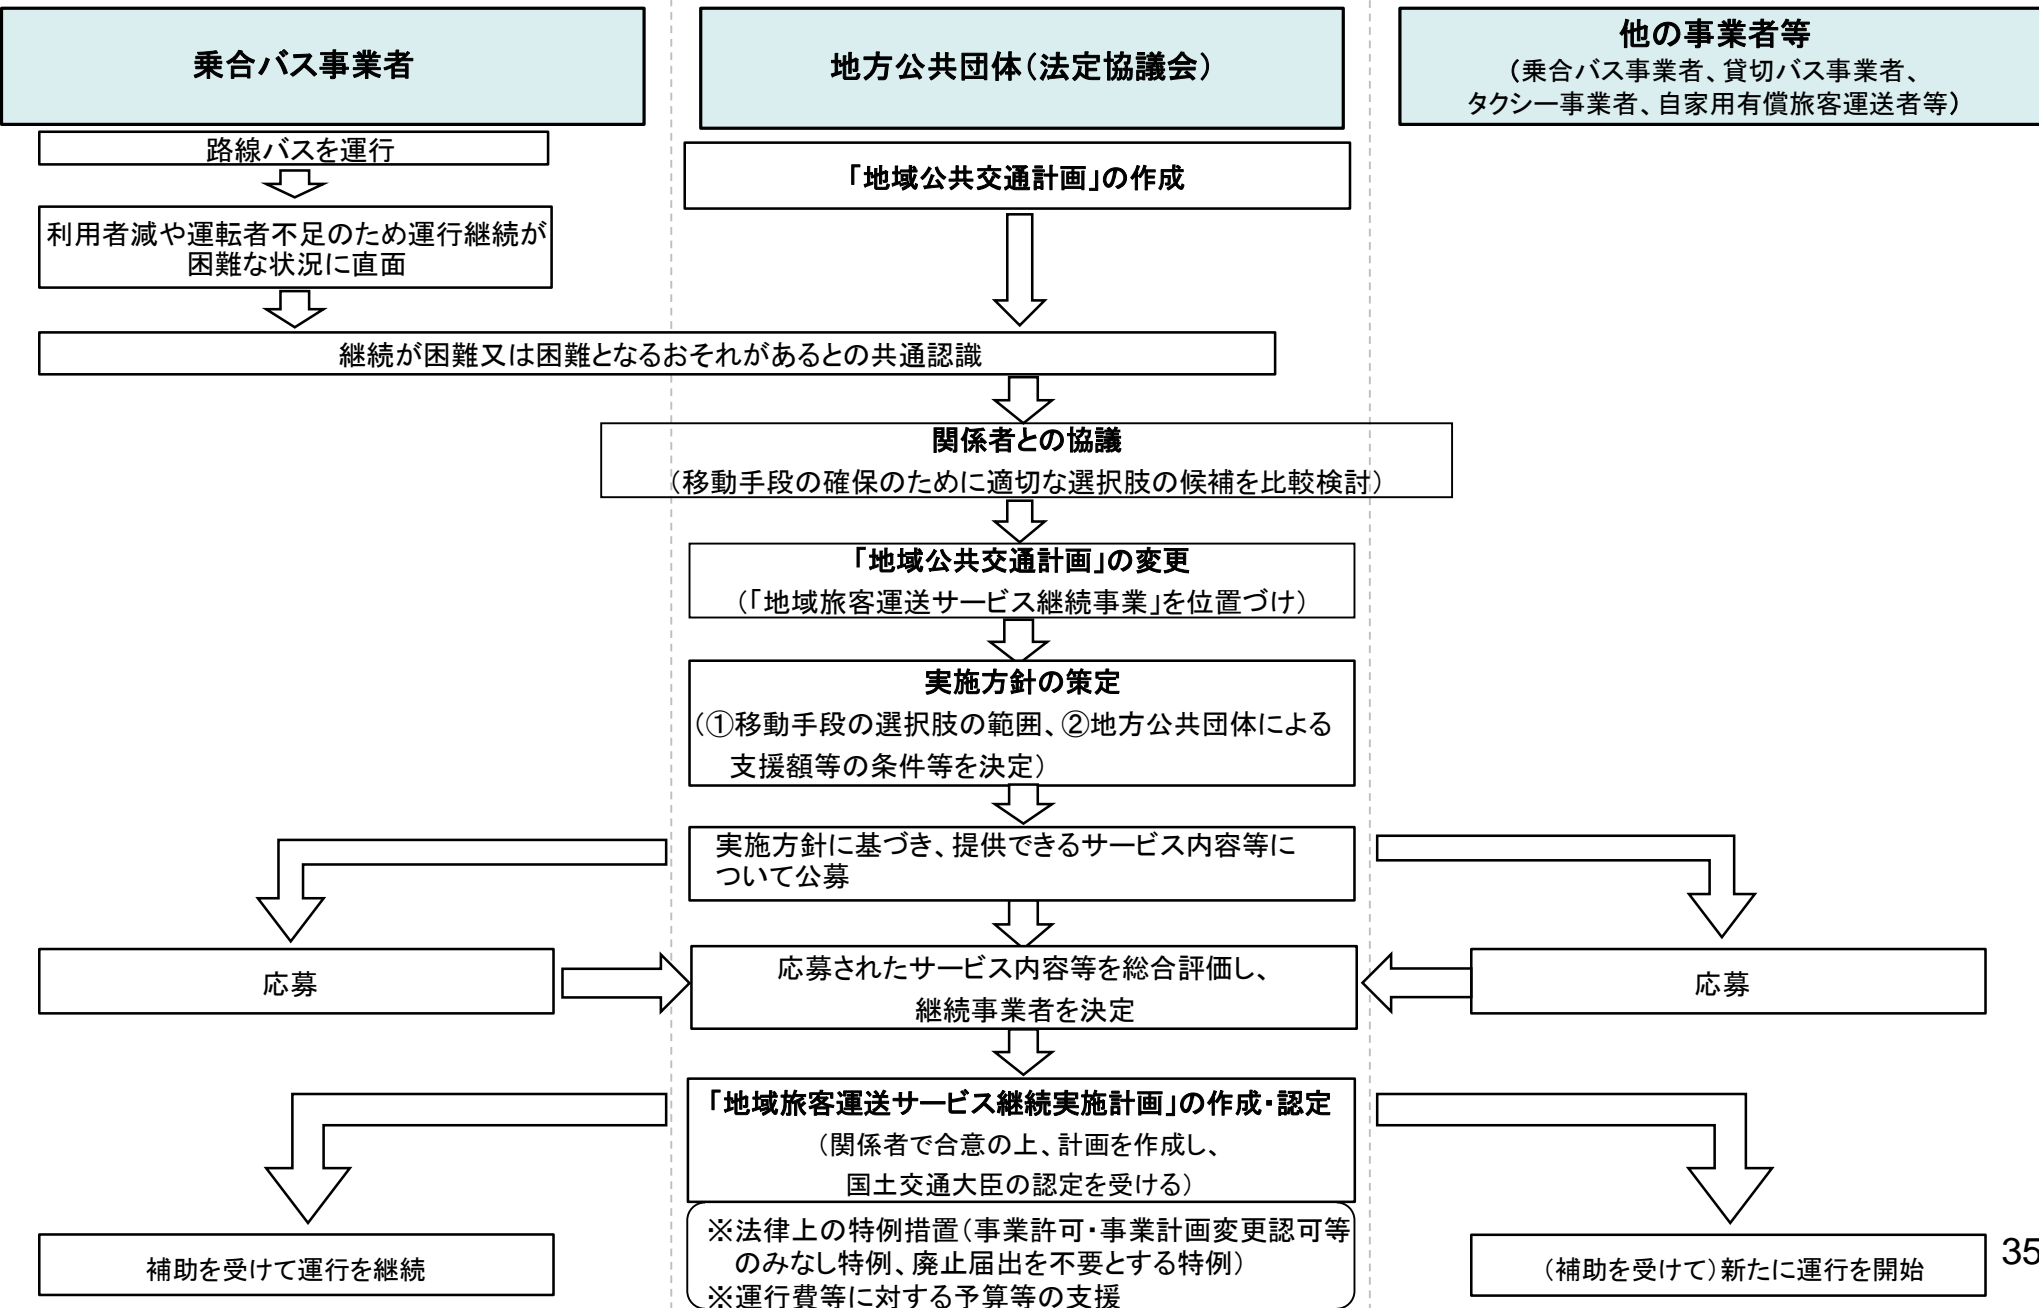 乗合バス事業者
地方公共団体(法定協議会)
他の事業者等
(乗合バス事業者、貸切バス事業者、
タクシー事業者、自家用有償旅客運送者等)
路線バスを運行
「地域公共交通計画」の作成
利用者減や運転者不足のため運行継続が
困難な状況に直面
継続が困難又は困難となるおそれがあるとの共通認識
関係者との協議
(移動手段の確保のために適切な選択肢の候補を比較検討)
「地域公共交通計画」の変更
(「地域旅客運送サービス継続事業」を位置づけ)
実施方針の策定
(①移動手段の選択肢の範囲、②地方公共団体による
支援額等の条件等を決定)
実施方針に基づき、提供できるサービス内容等に
ついて公募
応募
応募されたサービス内容等を総合評価し、
継続事業者を決定
応募
「地域旅客運送サービス継続実施計画」の作成・認定
(関係者で合意の上、計画を作成し、
国土交通大臣の認定を受ける)
※法律上の特例措置(事業許可・事業計画変更認可等
のみなし特例、廃止届出を不要とする特例)
※運行費等に対する予算等の支援
補助を受けて運行を継続
(補助を受けて)新たに運行を開始
35